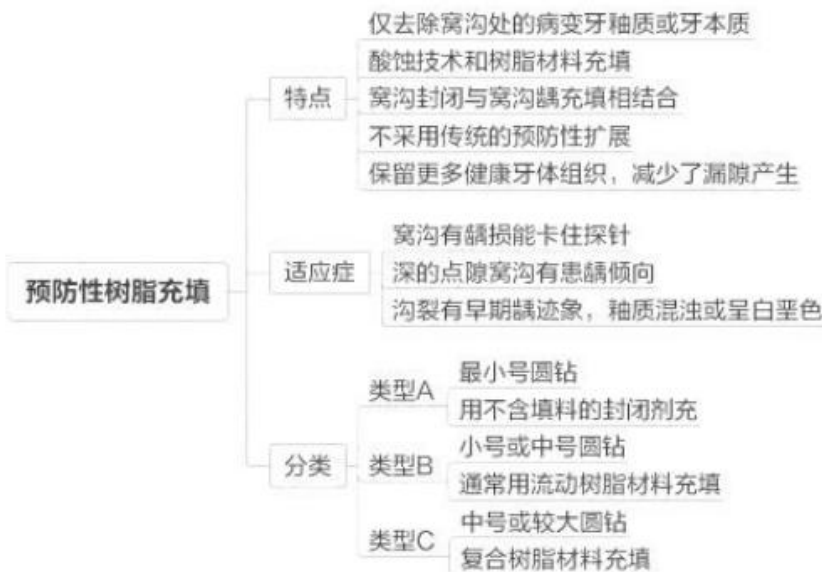 预防性树脂充填
特点
仅去除窝沟处的病变牙釉质或牙本质
酸蚀技术和树脂材料充填
窝沟封闭与窝沟龋充填相结合
不采用传统的预防性扩展
保留更多健康牙体组织，减少了漏隙产生
适应症
窝沟有龋损能卡住探针
深的点隙窝沟有患龋倾向
沟裂有早期龋迹象，釉质混浊或呈白垩色
分类
类型A
最小号圆钻
用不含填料的封闭剂充
类型B
小号或中号圆钻
通常用流动树脂材料充填
类型C
中号或较大圆钻
复合树脂材料充填